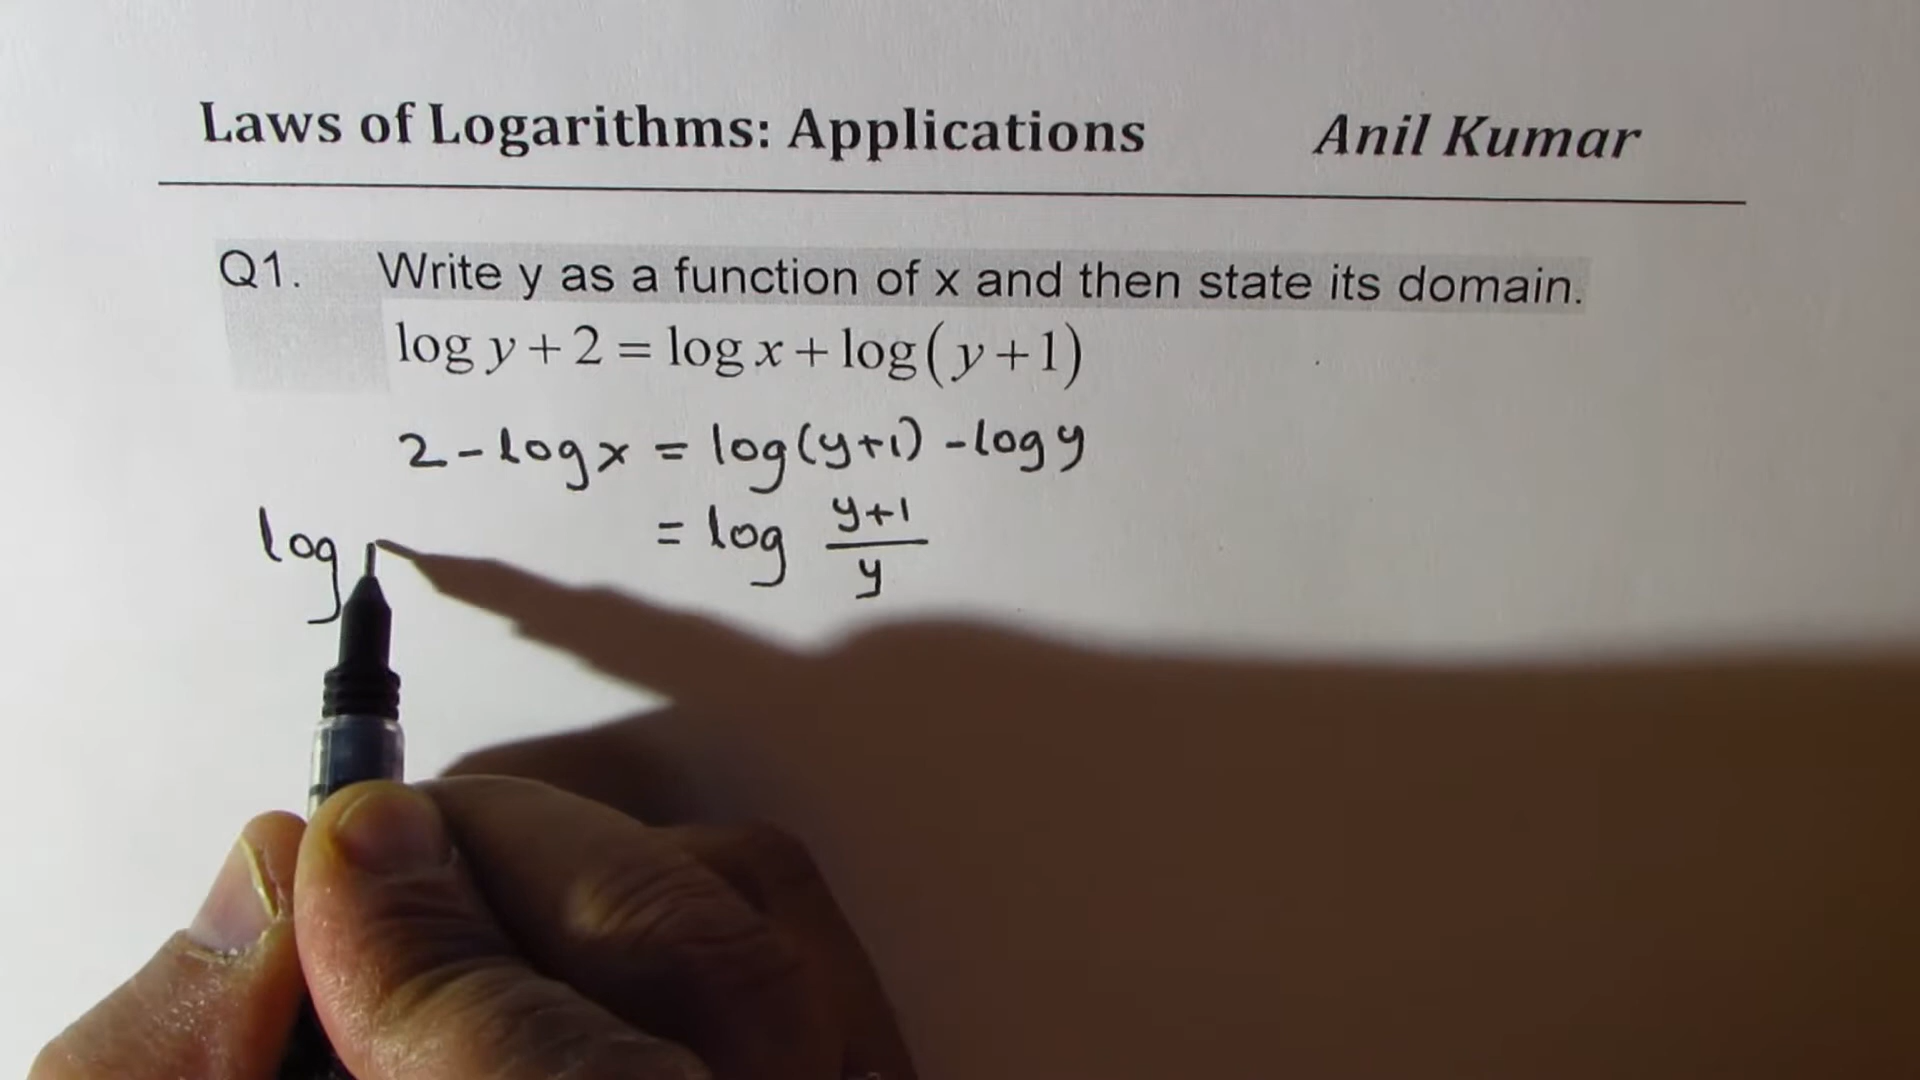 Laws of Logarithms: Applications Anil Kumar
Q1. Write y as a function of x and then state its domain.
log y + 2 = log x + log(y+1)
2 - log x = log(y+1) - log y
log = log \frac{y+1}{y}